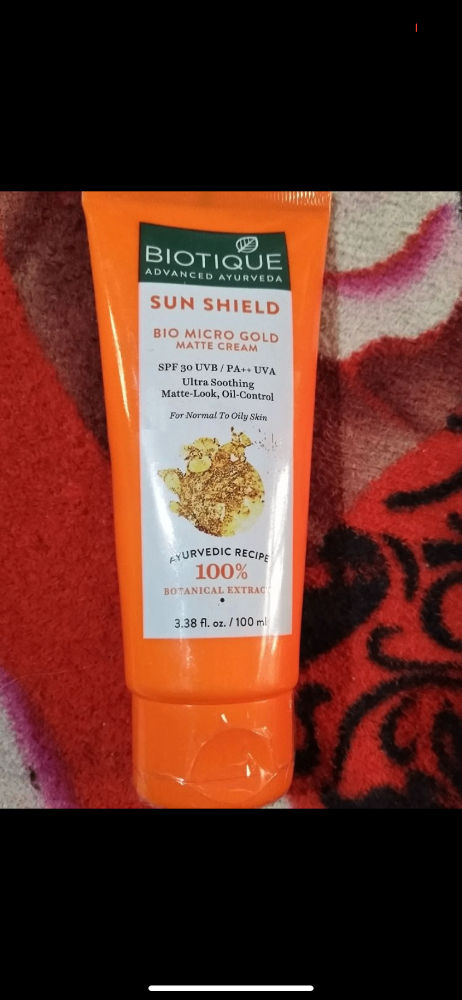 BIOTIQUE
ADVANCED AYURVEDA
SUN SHIELD
BIO MICRO GOLD
MATTE CREAM
SPF 30 UVB / PA++ UVA
Ultra Soothing
Matte-Look, Oil-Control
For Normal To Oily Skin
AYURVEDIC RECIPE
100%
BOTANICAL EXTRACT
3.38 fl. oz. / 100 ml